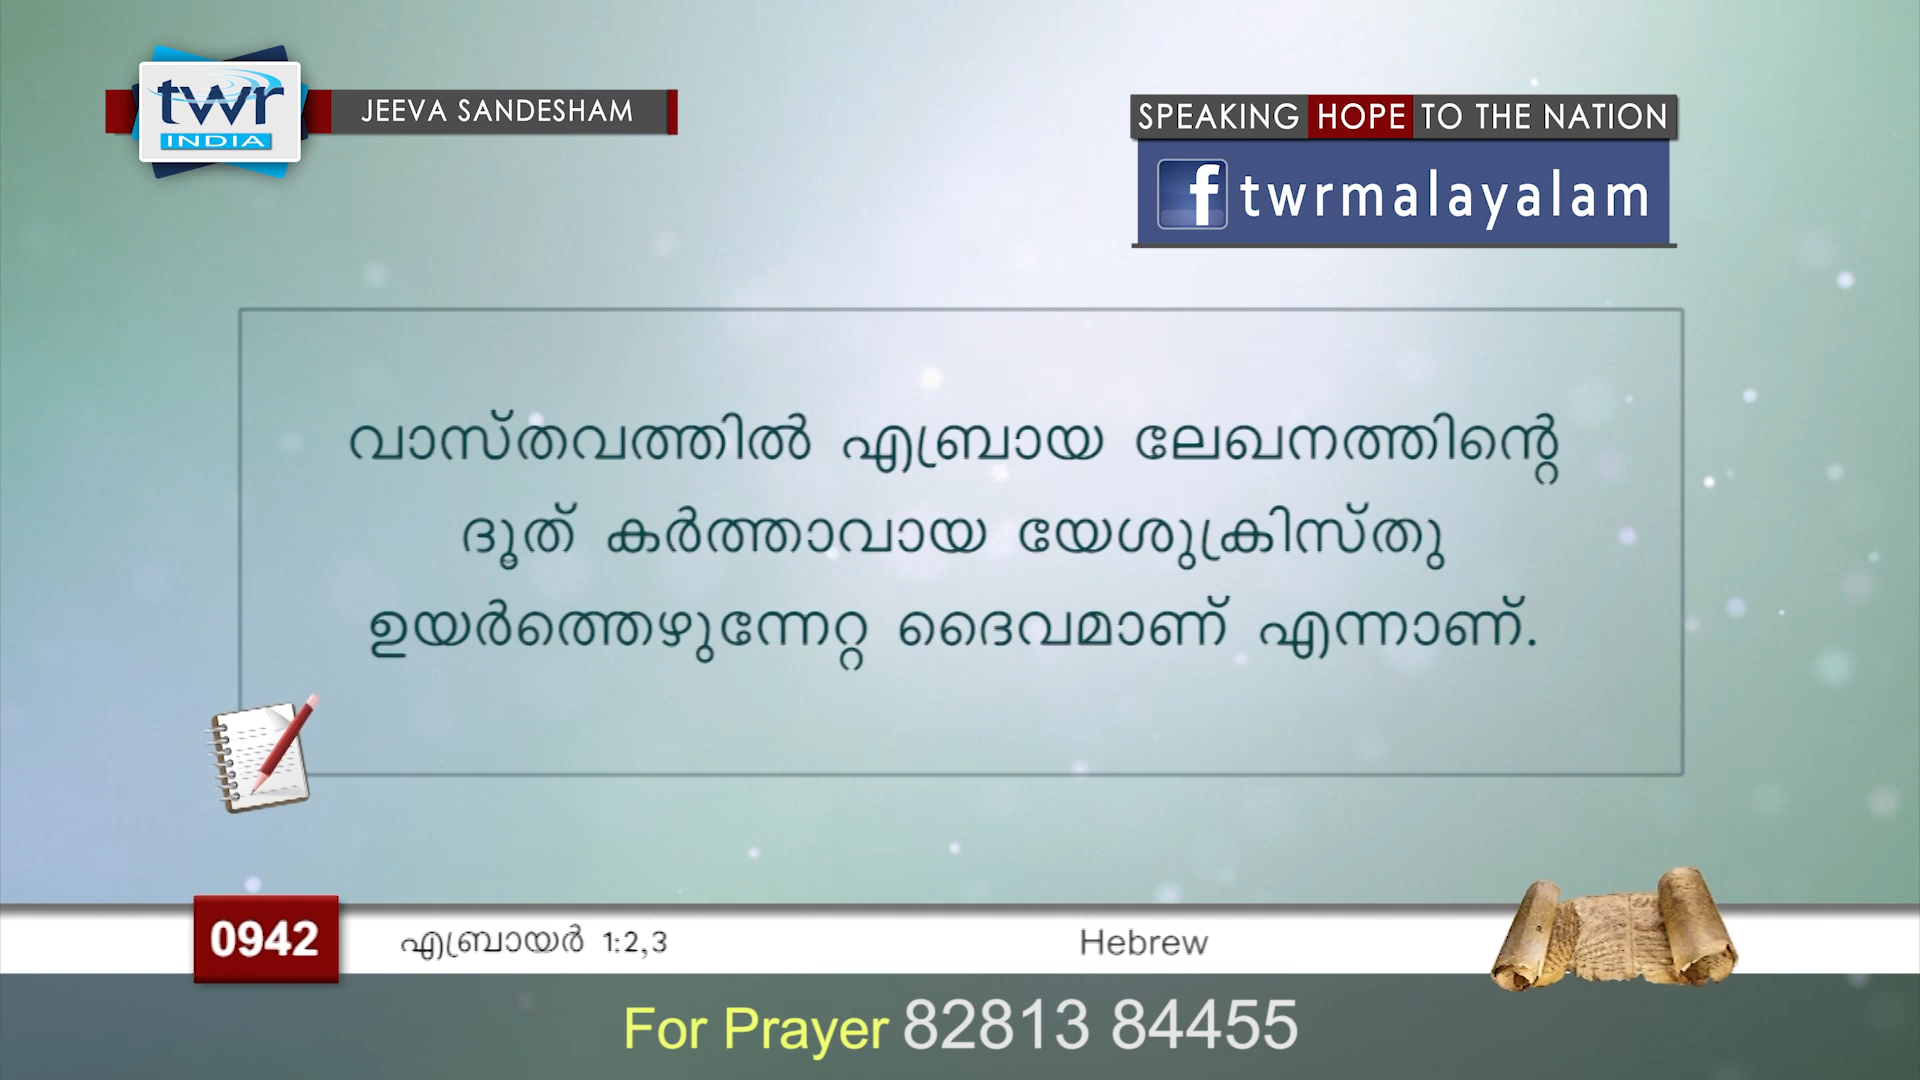 twr
INDIA
JEEVA SANDESHAM
SPEAKING HOPE TO THE NATION
f twrmalayalam
വാസ്തവത്തിൽ എബ്രായ ലേഖനത്തിന്റെ
ദൂത് കർത്താവായ യേശുക്രിസ്തു
ഉയർത്തെഴുന്നേറ്റ ദൈവമാണ് എന്നാണ്.
0942 എബ്രായർ 1:2,3 Hebrew
For Prayer 82813 84455